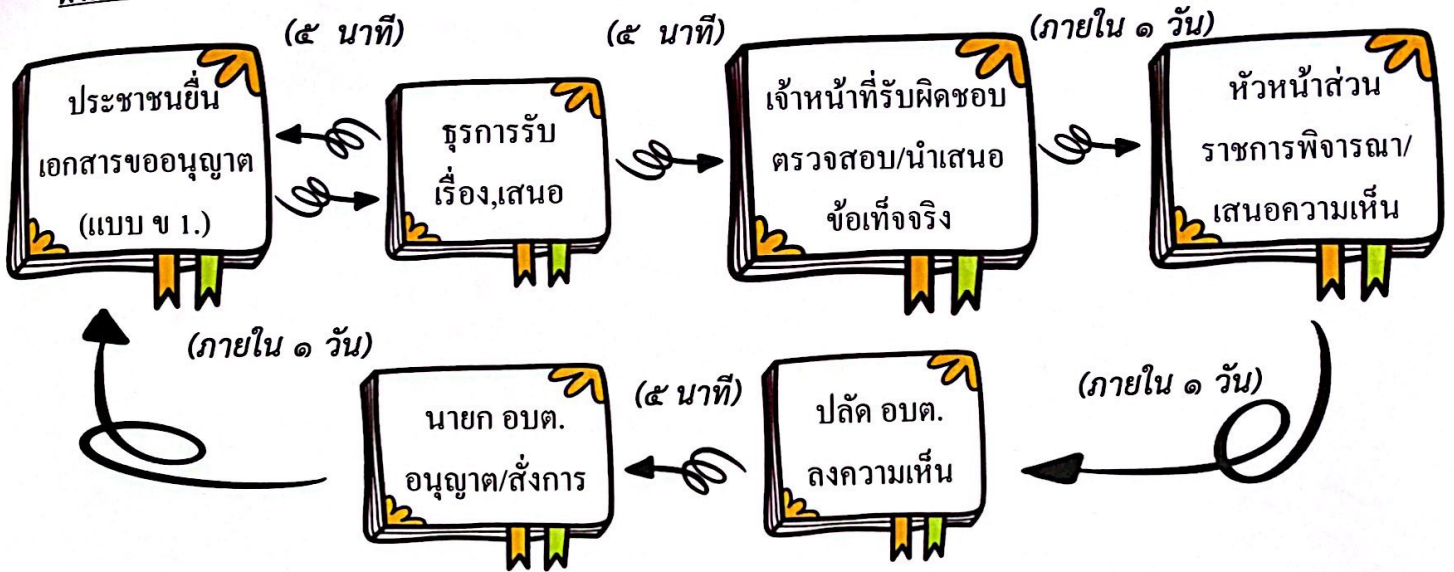 (๕ นาที)
(๕ นาที)
(ภายใน ๑ วัน)
ประชาชนยื่น
เอกสารขออนุญาต
(แบบ ข 1.)
ธุรการรับ
เรื่อง,เสนอ
เจ้าหน้าที่รับผิดชอบ
ตรวจสอบ/นำเสนอ
ข้อเท็จจริง
หัวหน้าส่วน
ราชการพิจารณา/
เสนอความเห็น
(ภายใน ๑ วัน)
ปลัด อบต.
ลงความเห็น
(๕ นาที)
นายก อบต.
อนุญาต/สั่งการ
(ภายใน ๑ วัน)